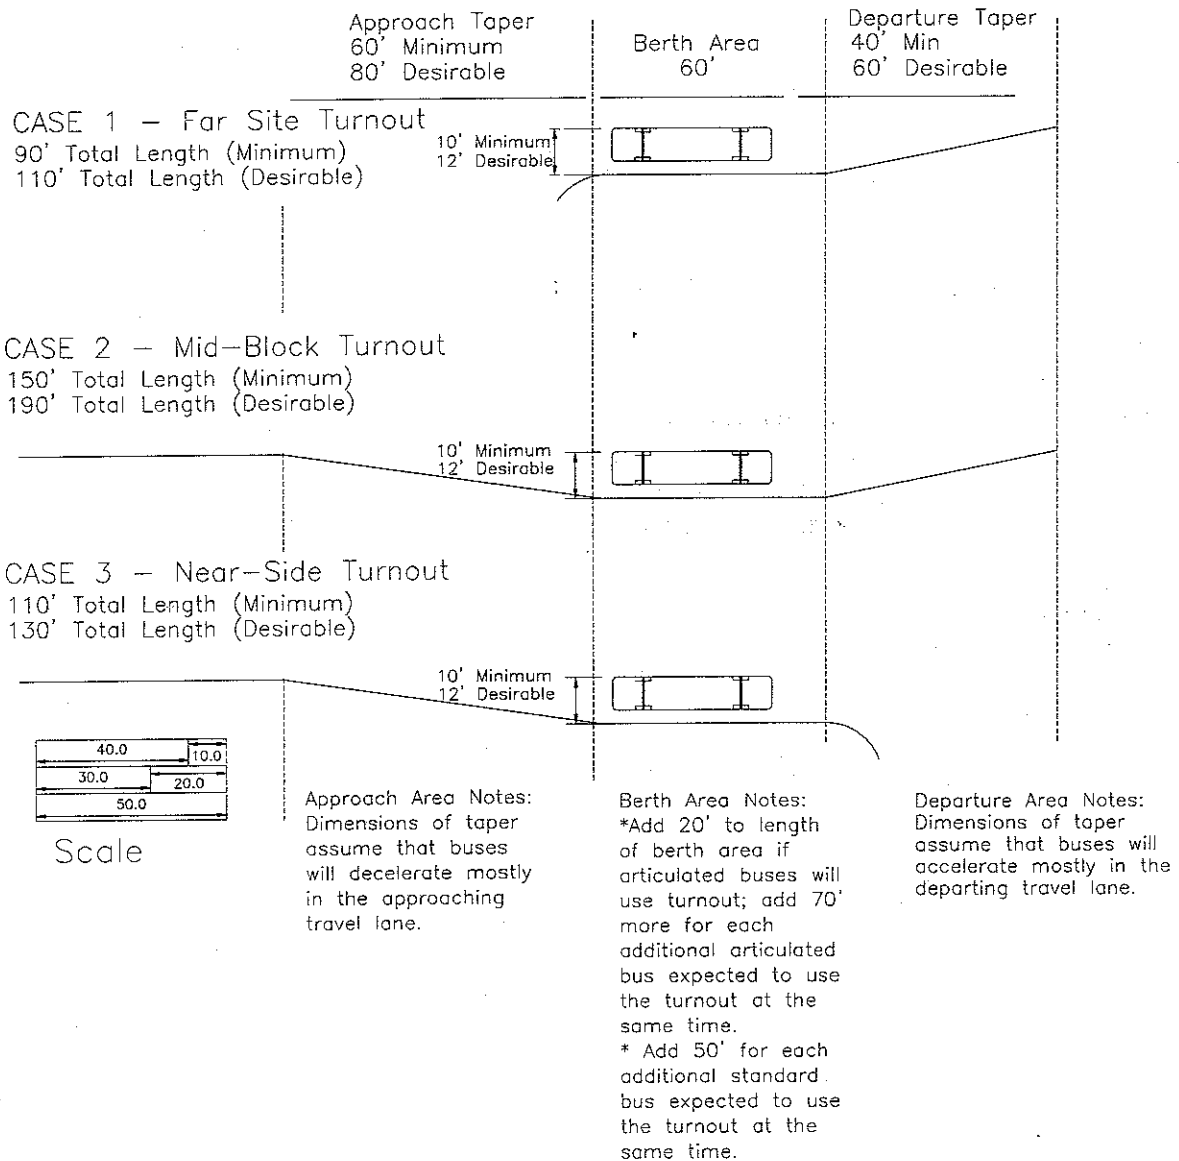 Approach Taper
60' Minimum
80' Desirable
Berth Area
60'
Departure Taper
40' Min
60' Desirable
CASE 1 – Far Site Turnout
90' Total Length (Minimum)
110' Total Length (Desirable)
10' Minimum
12' Desirable
CASE 2 – Mid–Block Turnout
150' Total Length (Minimum)
190' Total Length (Desirable)
10' Minimum
12' Desirable
CASE 3 – Near–Side Turnout
110' Total Length (Minimum)
130' Total Length (Desirable)
10' Minimum
12' Desirable
40.0
10.0
30.0
20.0
50.0
Scale
Approach Area Notes:
Dimensions of taper
assume that buses
will decelerate mostly
in the approaching
travel lane.
Berth Area Notes:
*Add 20' to length
of berth area if
articulated buses will
use turnout; add 70'
more for each
additional articulated
bus expected to use
the turnout at the
same time.
* Add 50' for each
additional standard
bus expected to use
the turnout at the
same time.
Departure Area Notes:
Dimensions of taper
assume that buses will
accelerate mostly in the
departing travel lane.